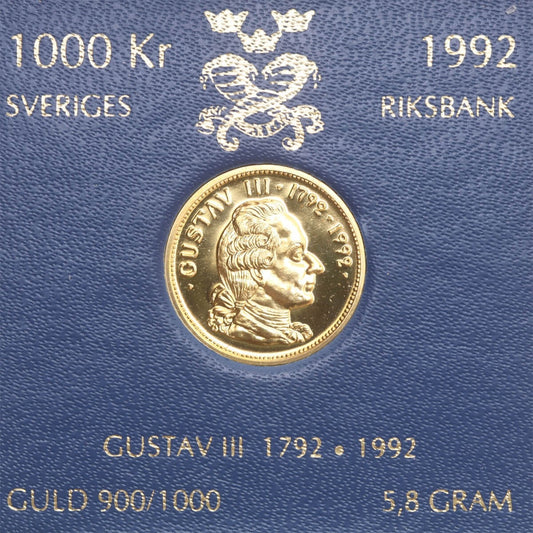 1000 Kr 1992
SVERIGES RIKSBANK
· GUSTAV III · 1792 · 1992 ·
GUSTAV III 1792 • 1992
GULD 900/1000 5,8 GRAM